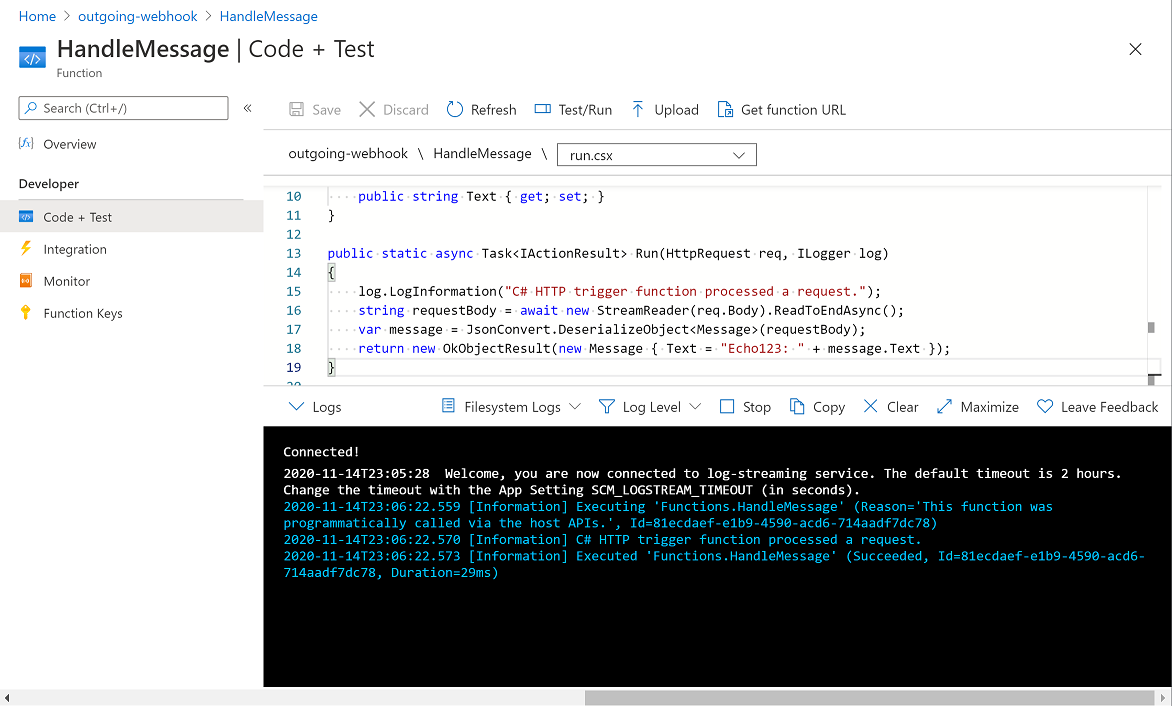 Home > outgoing-webhook > HandleMessage
HandleMessage | Code + Test
Function
Search (Ctrl+/)
«
Overview
Developer
Code + Test
Integration
Monitor
Function Keys
Save Discard Refresh Test/Run Upload Get function URL
outgoing-webhook \ HandleMessage \ run.csx
10 ····public·string·Text·{·get;·set;·}
11 }
12
13 public·static·async·Task<IActionResult>·Run(HttpRequest·req,·ILogger·log)
14 {
15 ····log.LogInformation("C#·HTTP·trigger·function·processed·a·request.");
16 ····string·requestBody·=·await·new·StreamReader(req.Body).ReadToEndAsync();
17 ····var·message·=·JsonConvert.DeserializeObject<Message>(requestBody);
18 ····return·new·OkObjectResult(new·Message·{·Text·=·"Echo123:·"·+·message.Text·});
19 }
20
Logs Filesystem Logs Log Level Stop Copy Clear Maximize Leave Feedback
Connected!
2020-11-14T23:05:28  Welcome, you are now connected to log-streaming service. The default timeout is 2 hours.
Change the timeout with the App Setting SCM_LOGSTREAM_TIMEOUT (in seconds).
2020-11-14T23:06:22.559 [Information] Executing 'Functions.HandleMessage' (Reason='This function was
programmatically called via the host APIs.', Id=81ecdaef-e1b9-4590-acd6-714aadf7dc78)
2020-11-14T23:06:22.570 [Information] C# HTTP trigger function processed a request.
2020-11-14T23:06:22.573 [Information] Executed 'Functions.HandleMessage' (Succeeded, Id=81ecdaef-e1b9-4590-acd6-
714aadf7dc78, Duration=29ms)